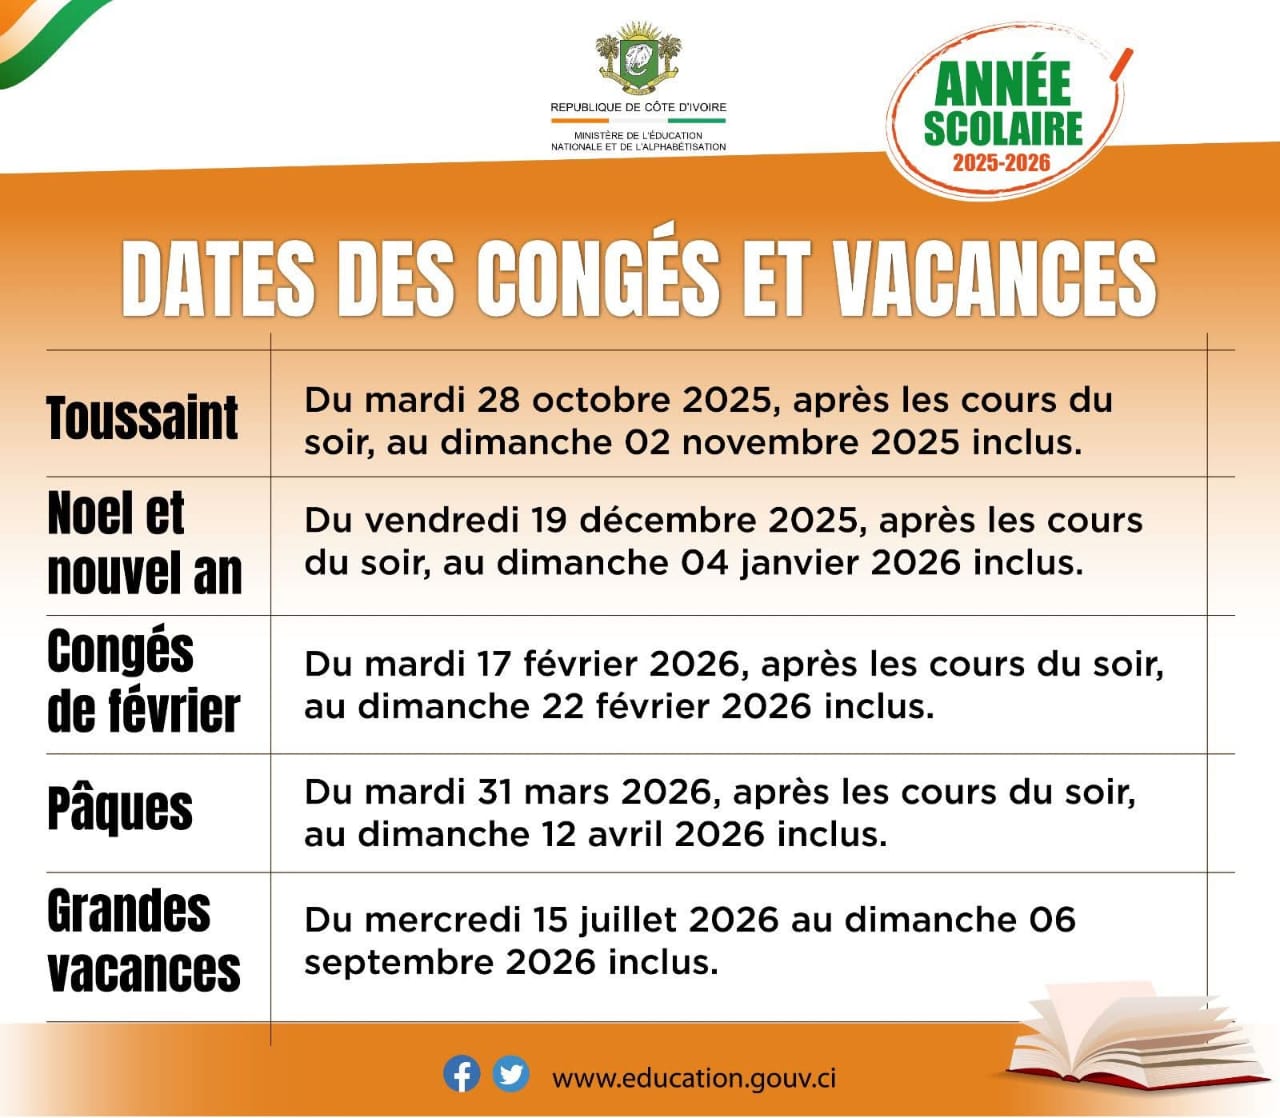 REPUBLIQUE DE CÔTE D'IVOIRE
MINISTÈRE DE L'ÉDUCATION
NATIONALE ET DE L'ALPHABÉTISATION
ANNÉE
SCOLAIRE
2025-2026
DATES DES CONGÉS ET VACANCES
Toussaint
Du mardi 28 octobre 2025, après les cours du
soir, au dimanche 02 novembre 2025 inclus.
Noel et
nouvel an
Du vendredi 19 décembre 2025, après les cours
du soir, au dimanche 04 janvier 2026 inclus.
Congés
de février
Du mardi 17 février 2026, après les cours du soir,
au dimanche 22 février 2026 inclus.
Pâques
Du mardi 31 mars 2026, après les cours du soir,
au dimanche 12 avril 2026 inclus.
Grandes
vacances
Du mercredi 15 juillet 2026 au dimanche 06
septembre 2026 inclus.
www.education.gouv.ci